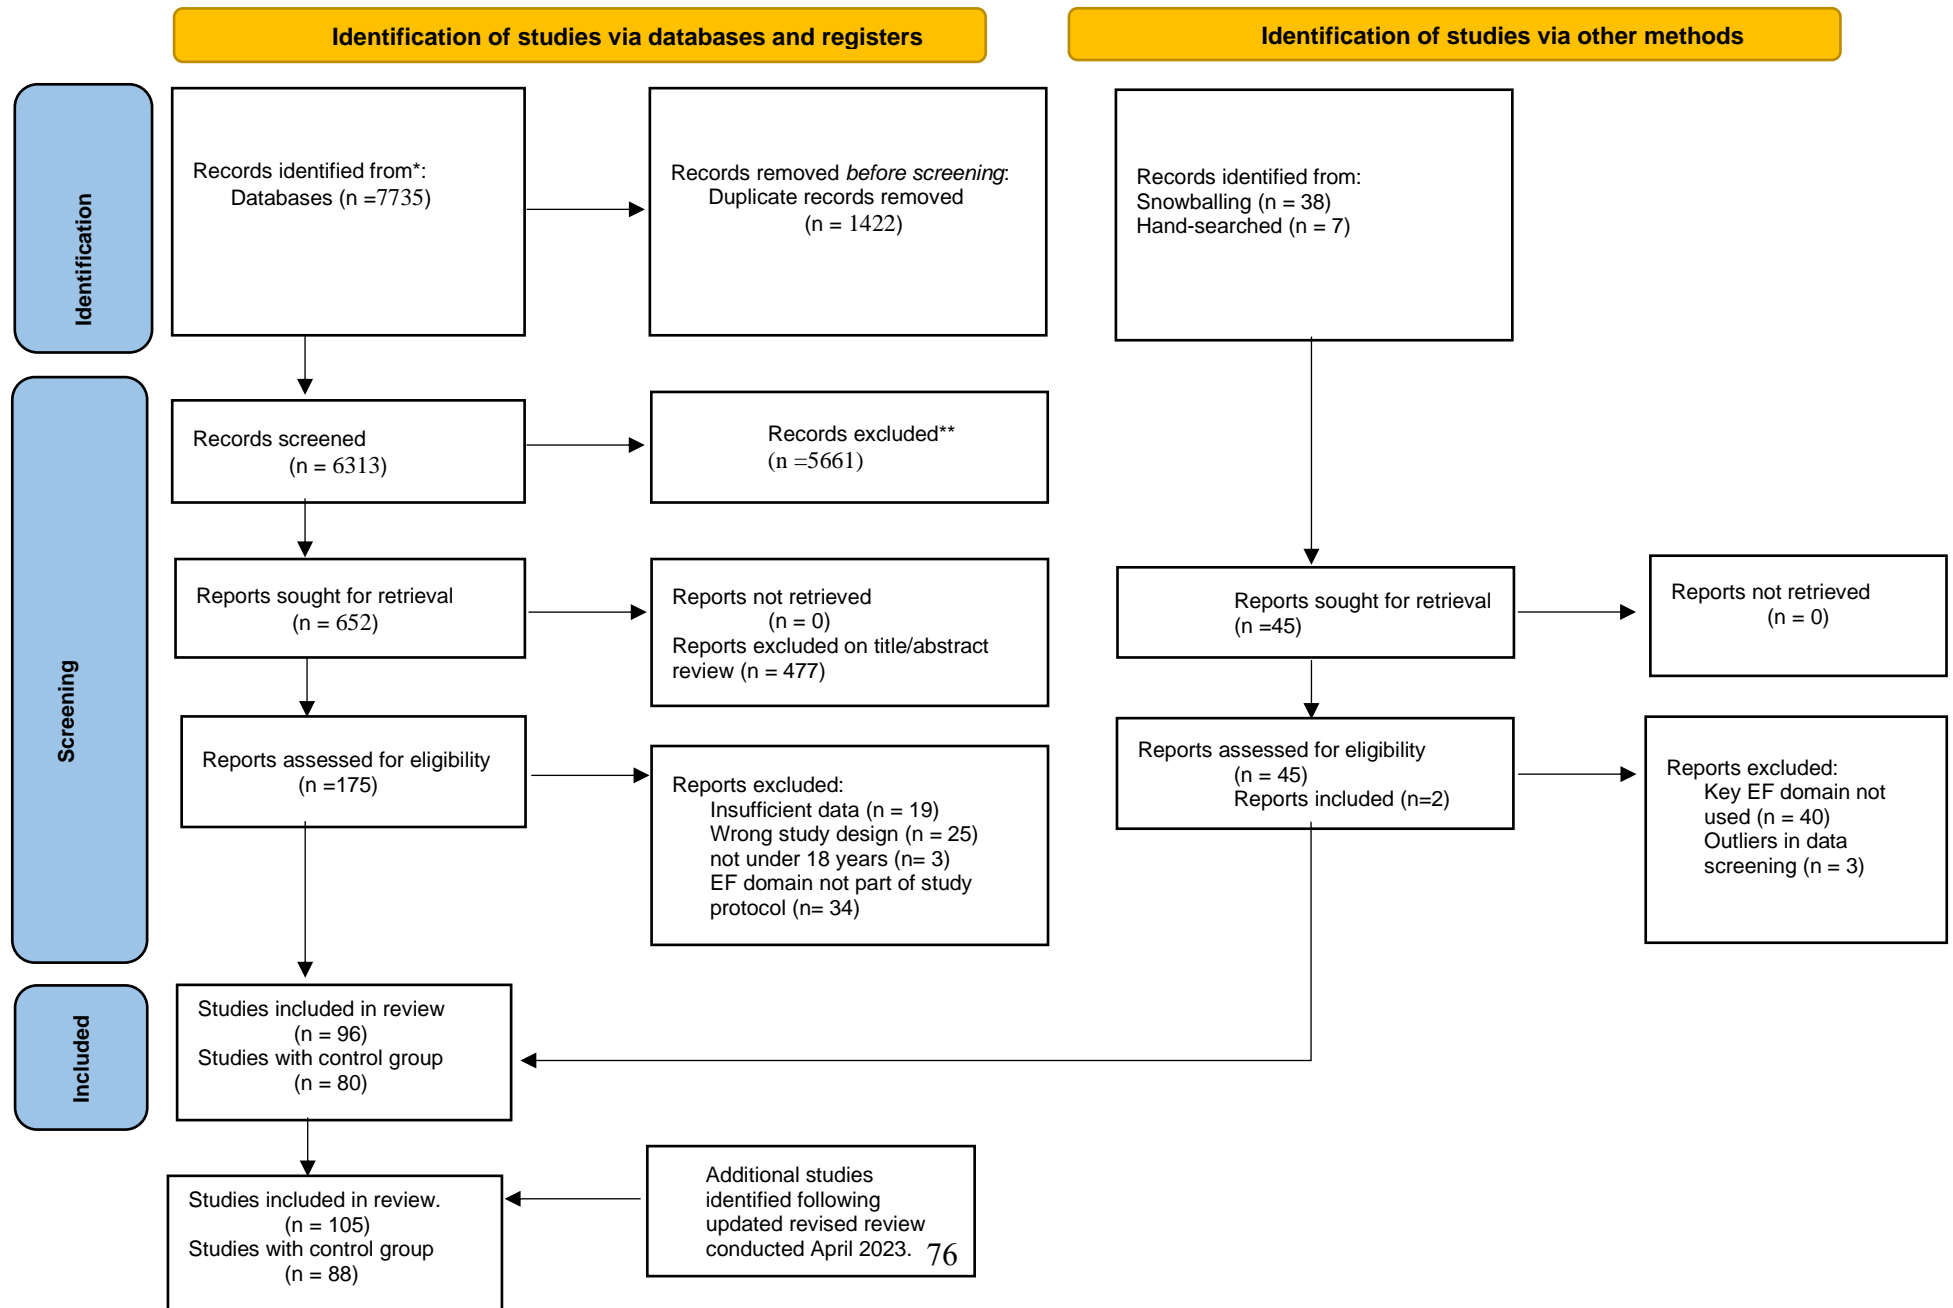 Identification of studies via databases and registers
Identification of studies via other methods
Identification
Records identified from*:
Databases (n =7735)
Records removed before screening:
Duplicate records removed
(n = 1422)
Records identified from:
Snowballing (n = 38)
Hand-searched (n = 7)
Screening
Records screened
(n = 6313)
Records excluded**
(n =5661)
Reports sought for retrieval
(n = 652)
Reports not retrieved
(n = 0)
Reports excluded on title/abstract
review (n = 477)
Reports sought for retrieval
(n =45)
Reports not retrieved
(n = 0)
Reports assessed for eligibility
(n =175)
Reports excluded:
Insufficient data (n = 19)
Wrong study design (n = 25)
not under 18 years (n= 3)
EF domain not part of study
protocol (n= 34)
Reports assessed for eligibility
(n = 45)
Reports included (n=2)
Reports excluded:
Key EF domain not
used (n = 40)
Outliers in data
screening (n = 3)
Included
Studies included in review
(n = 96)
Studies with control group
(n = 80)
Studies included in review.
(n = 105)
Studies with control group
(n = 88)
Additional studies
identified following
updated revised review
conducted April 2023.
76